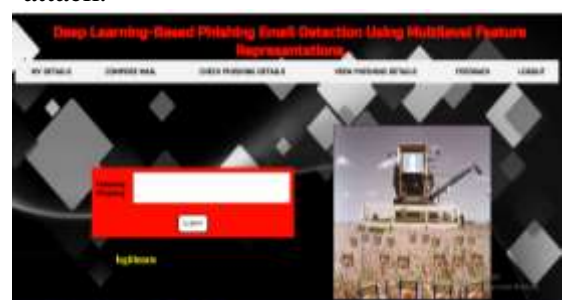 attack.
Deep Learning-Based Phishing Email Detection Using Multilevel Feature
Representations
MY DETAILS COMPOSE MAIL CHECK PHISHING DETAILS VIEW PHISHING DETAILS FEEDBACK LOGOUT
legitimate